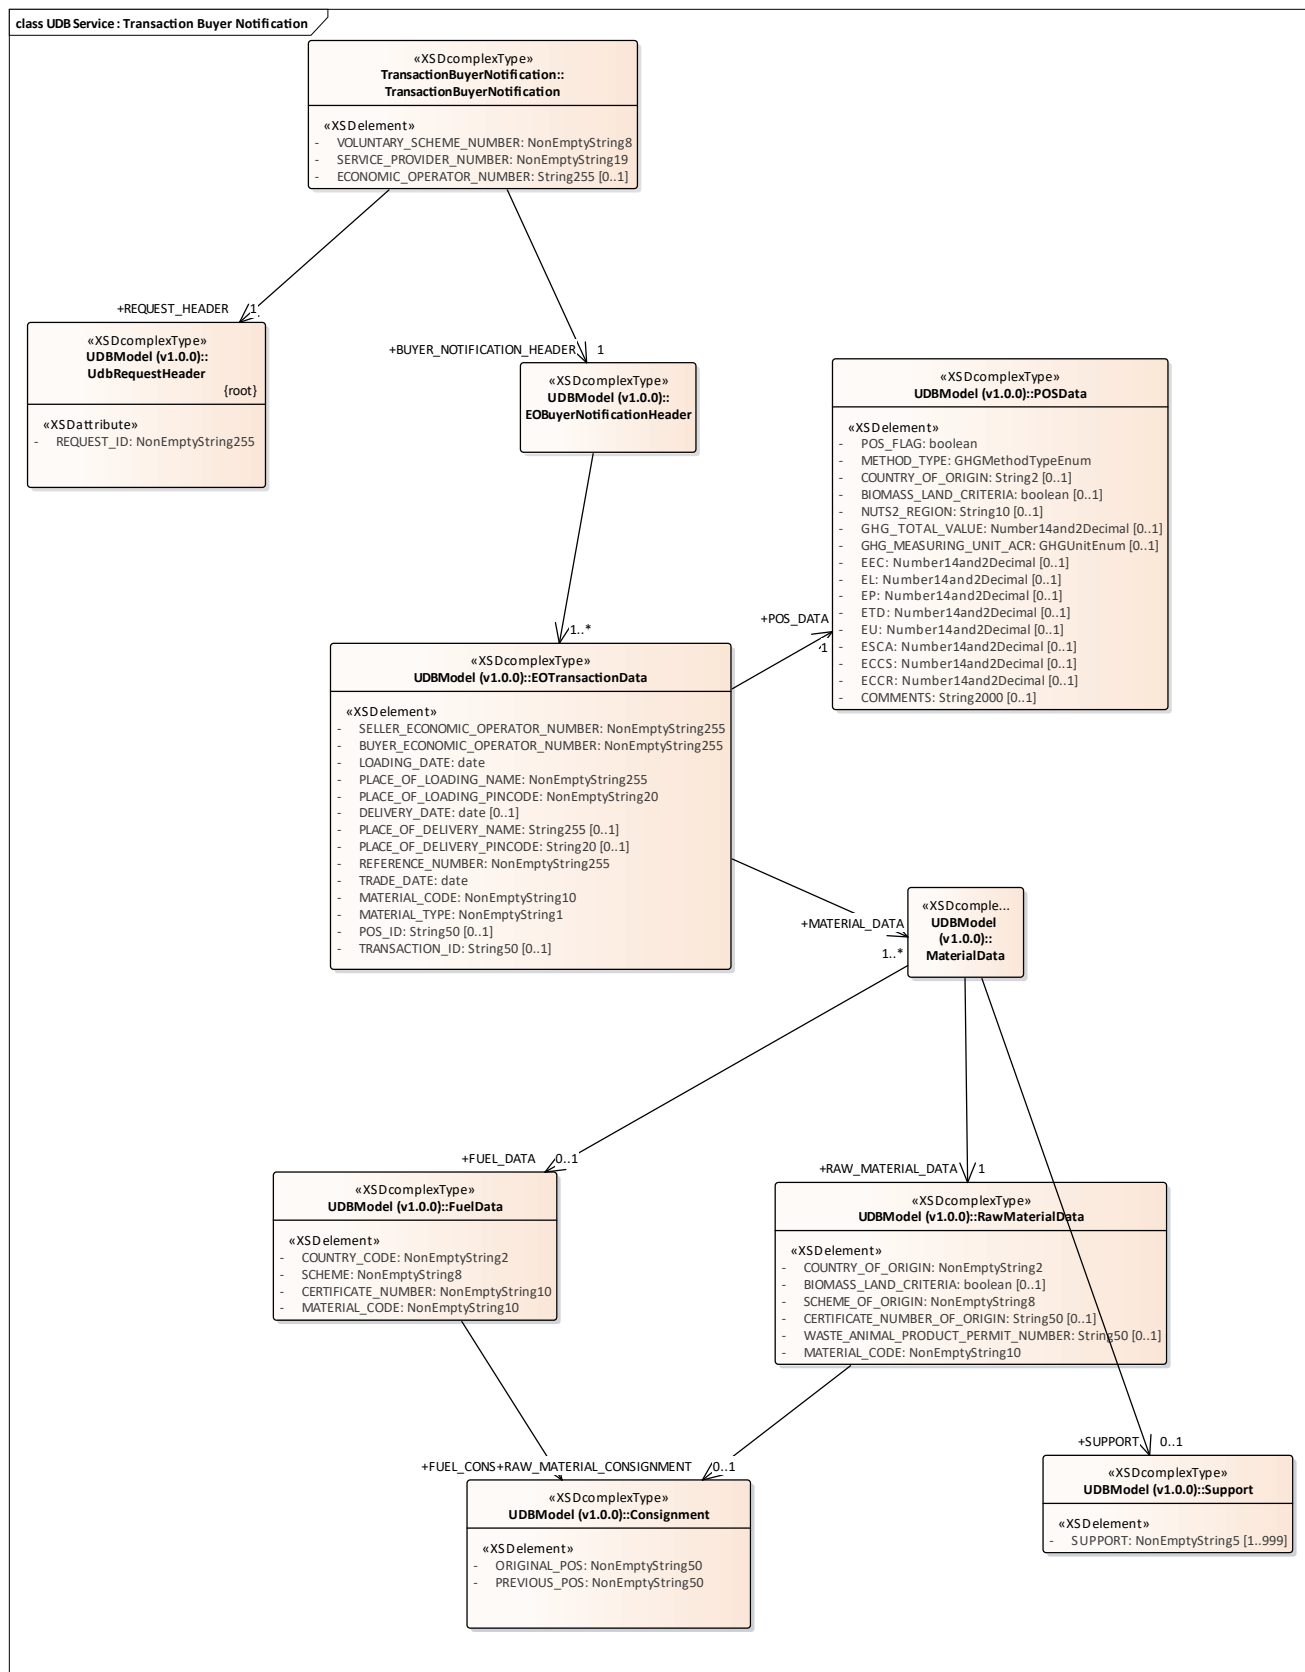 class UDB Service : Transaction Buyer Notification
«XSDcomplexType»
TransactionBuyerNotification::
TransactionBuyerNotification
«XSDelement»
- VOLUNTARY_SCHEME_NUMBER: NonEmptyString8
- SERVICE_PROVIDER_NUMBER: NonEmptyString19
- ECONOMIC_OPERATOR_NUMBER: String255 [0..1]
+REQUEST_HEADER 1
«XSDcomplexType»
UDBModel (v1.0.0)::
UdbRequestHeader
{root}
«XSDattribute»
- REQUEST_ID: NonEmptyString255
+BUYER_NOTIFICATION_HEADER 1
«XSDcomplexType»
UDBModel (v1.0.0)::
EOBuyerNotificationHeader
«XSDcomplexType»
UDBModel (v1.0.0)::POSData
«XSDelement»
- POS_FLAG: boolean
- METHOD_TYPE: GHGMethodTypeEnum
- COUNTRY_OF_ORIGIN: String2 [0..1]
- BIOMASS_LAND_CRITERIA: boolean [0..1]
- NUTS2_REGION: String10 [0..1]
- GHG_TOTAL_VALUE: Number14and2Decimal [0..1]
- GHG_MEASURING_UNIT_ACR: GHGUnitEnum [0..1]
- EEC: Number14and2Decimal [0..1]
- EL: Number14and2Decimal [0..1]
- EP: Number14and2Decimal [0..1]
- ETD: Number14and2Decimal [0..1]
- EU: Number14and2Decimal [0..1]
- ESCA: Number14and2Decimal [0..1]
- ECCS: Number14and2Decimal [0..1]
- ECCR: Number14and2Decimal [0..1]
- COMMENTS: String2000 [0..1]
+POS_DATA
1
1..*
«XSDcomplexType»
UDBModel (v1.0.0)::EOTransactionData
«XSDelement»
- SELLER_ECONOMIC_OPERATOR_NUMBER: NonEmptyString255
- BUYER_ECONOMIC_OPERATOR_NUMBER: NonEmptyString255
- LOADING_DATE: date
- PLACE_OF_LOADING_NAME: NonEmptyString255
- PLACE_OF_LOADING_PINCODE: NonEmptyString20
- DELIVERY_DATE: date [0..1]
- PLACE_OF_DELIVERY_NAME: String255 [0..1]
- PLACE_OF_DELIVERY_PINCODE: String20 [0..1]
- REFERENCE_NUMBER: NonEmptyString255
- TRADE_DATE: date
- MATERIAL_CODE: NonEmptyString10
- MATERIAL_TYPE: NonEmptyString1
- POS_ID: String50 [0..1]
- TRANSACTION_ID: String50 [0..1]
+MATERIAL_DATA
1..*
«XSDcomple...
UDBModel
(v1.0.0)::
MaterialData
+FUEL_DATA 0..1
«XSDcomplexType»
UDBModel (v1.0.0)::FuelData
«XSDelement»
- COUNTRY_CODE: NonEmptyString2
- SCHEME: NonEmptyString8
- CERTIFICATE_NUMBER: NonEmptyString10
- MATERIAL_CODE: NonEmptyString10
+RAW_MATERIAL_DATA 1
«XSDcomplexType»
UDBModel (v1.0.0)::RawMaterialData
«XSDelement»
- COUNTRY_OF_ORIGIN: NonEmptyString2
- BIOMASS_LAND_CRITERIA: boolean [0..1]
- SCHEME_OF_ORIGIN: NonEmptyString8
- CERTIFICATE_NUMBER_OF_ORIGIN: String50 [0..1]
- WASTE_ANIMAL_PRODUCT_PERMIT_NUMBER: String50 [0..1]
- MATERIAL_CODE: NonEmptyString10
+FUEL_CONS+RAW_MATERIAL_CONSIGNMENT 0..1
«XSDcomplexType»
UDBModel (v1.0.0)::Consignment
«XSDelement»
- ORIGINAL_POS: NonEmptyString50
- PREVIOUS_POS: NonEmptyString50
+SUPPORT 0..1
«XSDcomplexType»
UDBModel (v1.0.0)::Support
«XSDelement»
- SUPPORT: NonEmptyString5 [1..999]